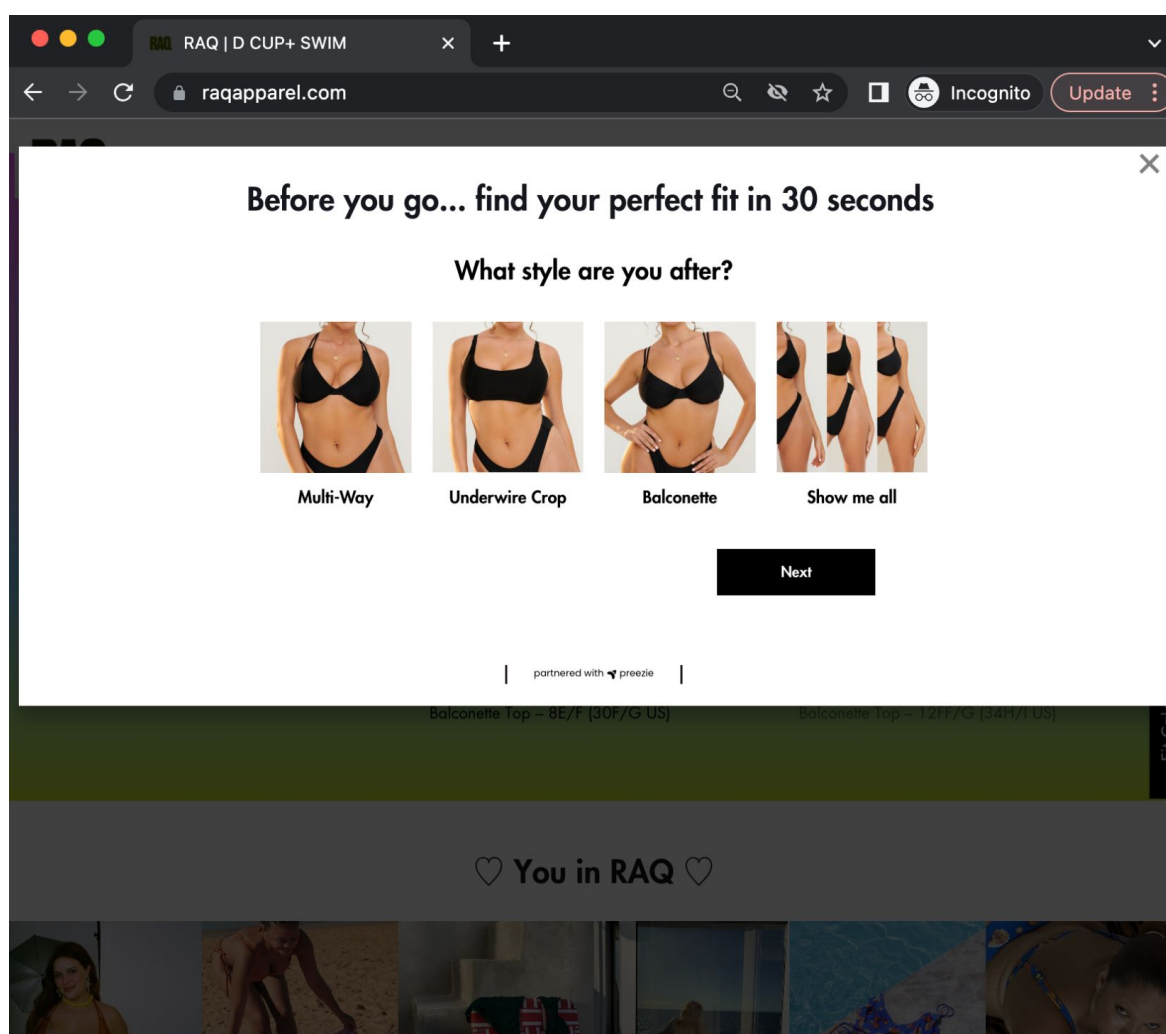 RAQ RAQ | D CUP+ SWIM
raqapparel.com
Incognito
Update
Before you go... find your perfect fit in 30 seconds
What style are you after?
Multi-Way Underwire Crop Balconette Show me all
Next
partnered with preezie
Balconette Top – 8E/F (30F/G US) Balconette Top – 12FF/G (34H/I US)
♡ You in RAQ ♡